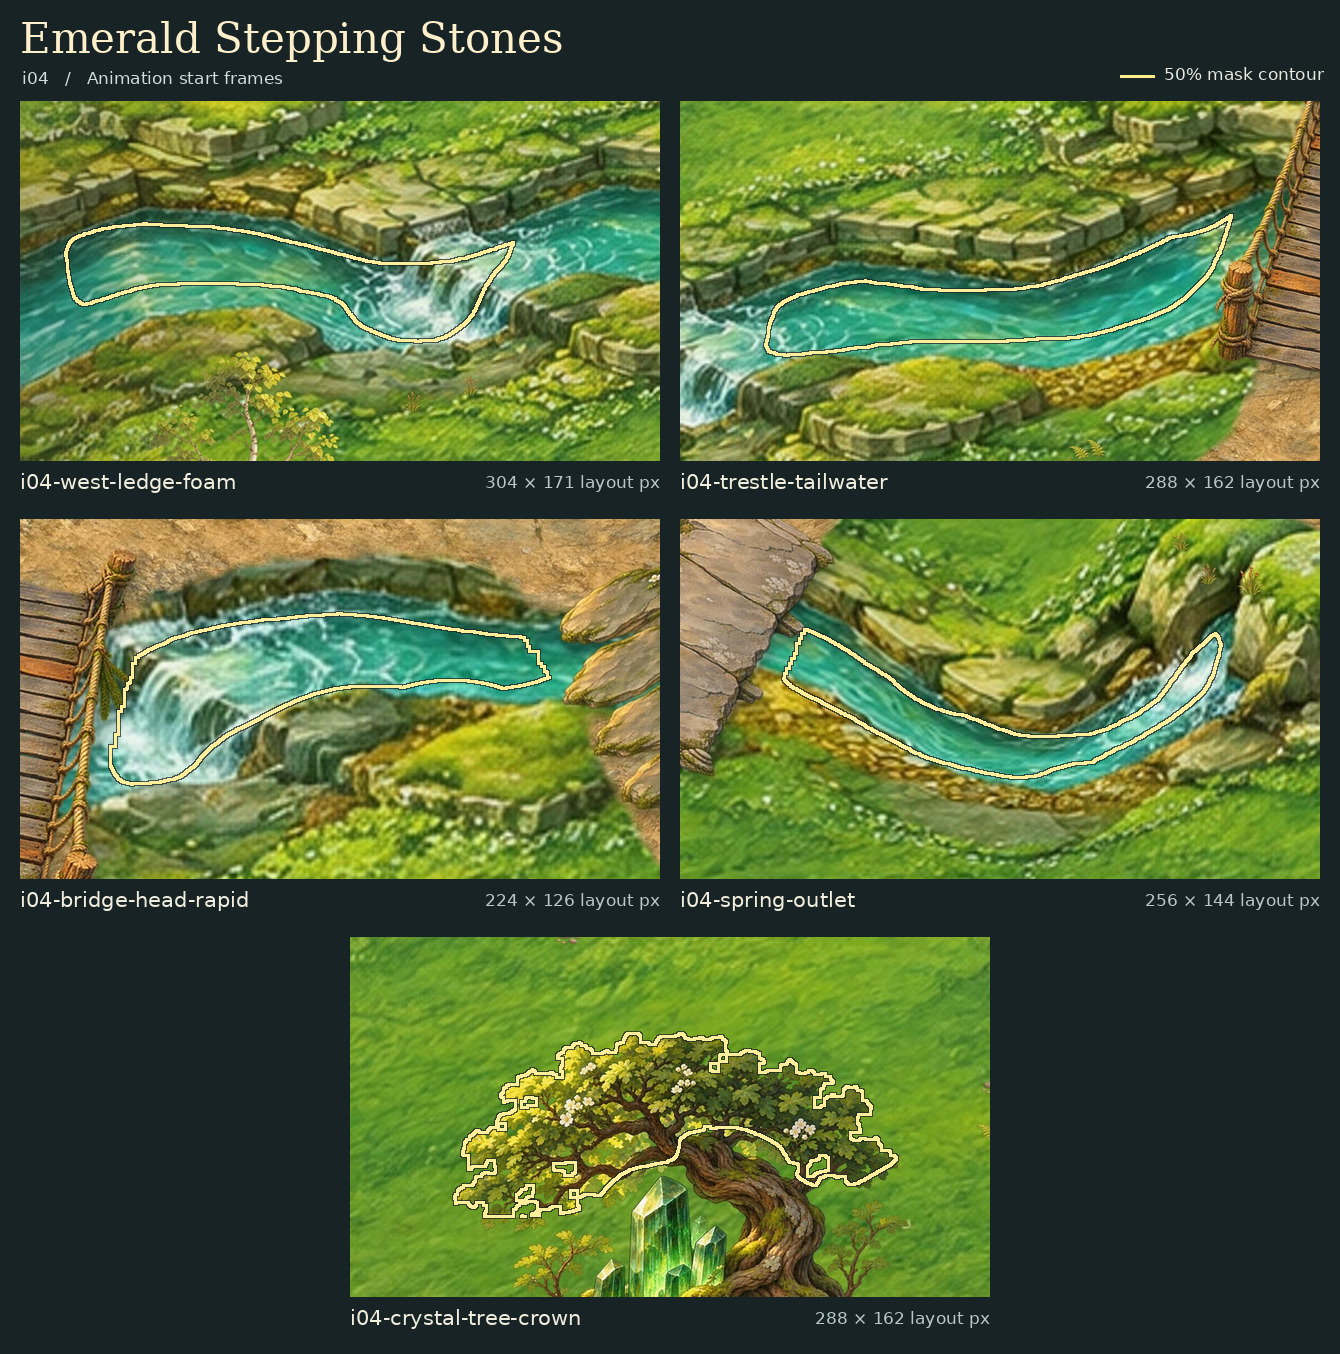 Emerald Stepping Stones
i04 / Animation start frames
50% mask contour
i04-west-ledge-foam
304 × 171 layout px
i04-trestle-tailwater
288 × 162 layout px
i04-bridge-head-rapid
224 × 126 layout px
i04-spring-outlet
256 × 144 layout px
i04-crystal-tree-crown
288 × 162 layout px